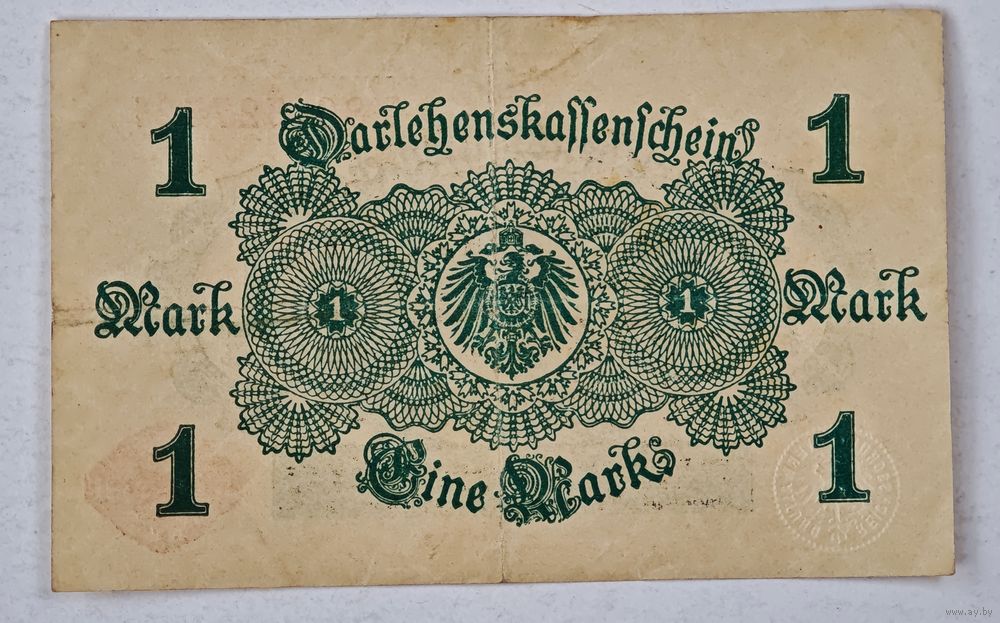 Darlehenskassenschein
1 1
Mark 1 1 Mark
1 Eine Mark 1
www.ay.by